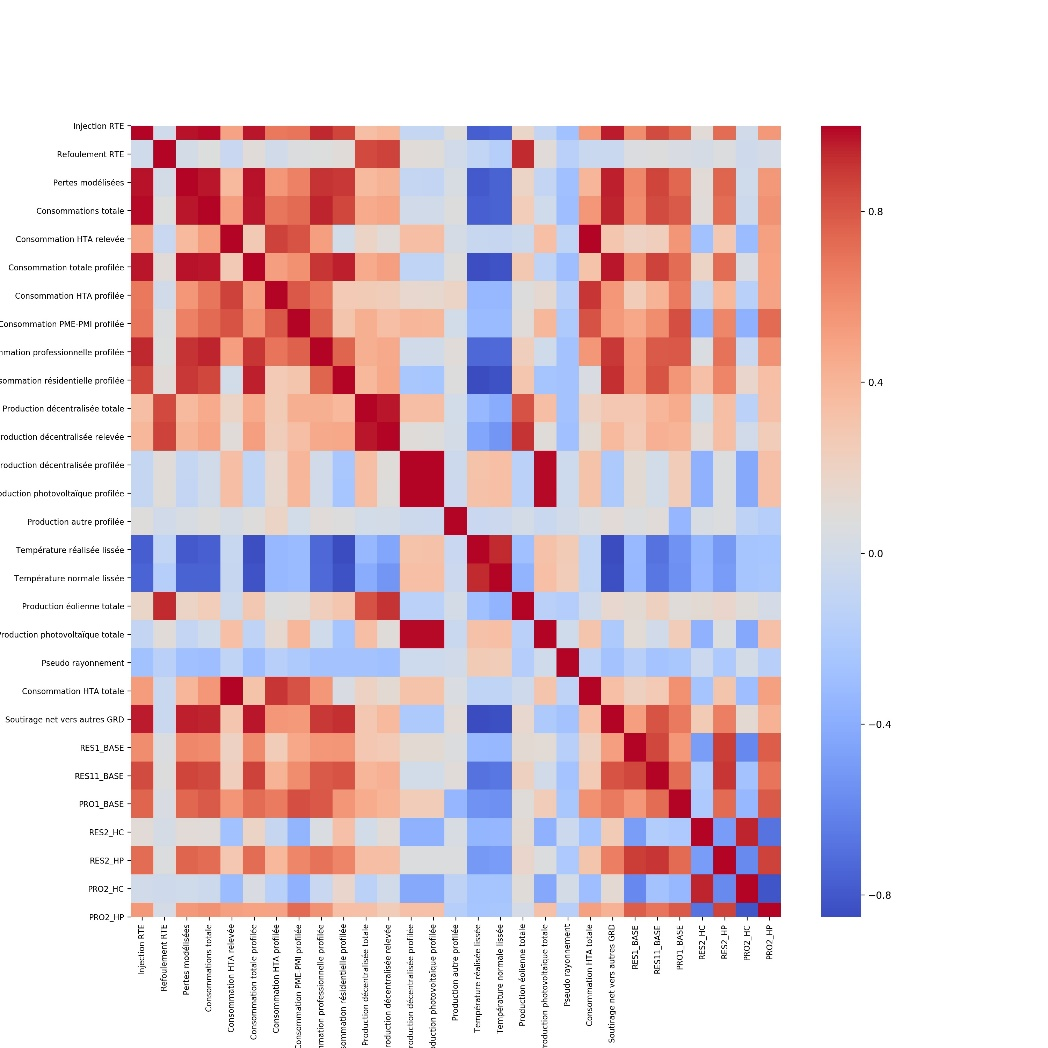 Injection RTE
Refoulement RTE
Pertes modélisées
Consommations totale
Consommation HTA relevée
Consommation totale profilée
Consommation HTA profilée
Consommation PME-PMI profilée
mmation professionnelle profilée
sommation résidentielle profilée
Production décentralisée totale
roduction décentralisée relevée
roduction décentralisée profilée
oduction photovoltaïque profilée
Production autre profilée
Température réalisée lissée
Température normale lissée
Production éolienne totale
Production photovoltaïque totale
Pseudo rayonnement
Consommation HTA totale
Soutirage net vers autres GRD
RES1_BASE
RES11_BASE
PRO1_BASE
RES2_HC
RES2_HP
PRO2_HC
PRO2_HP
Injection RTE
Refoulement RTE
Pertes modélisées
Consommations totale
Consommation HTA relevée
Consommation totale profilée
Consommation HTA profilée
Consommation PME-PMI profilée
mmation professionnelle profilée
sommation résidentielle profilée
Production décentralisée totale
roduction décentralisée relevée
roduction décentralisée profilée
oduction photovoltaïque profilée
Production autre profilée
Température réalisée lissée
Température normale lissée
Production éolienne totale
roduction photovoltaïque totale
Pseudo rayonnement
Consommation HTA totale
Soutirage net vers autres GRD
RES1_BASE
RES11_BASE
PRO1_BASE
RES2_HC
RES2_HP
PRO2_HC
PRO2_HP
0.8
0.4
0.0
−0.4
−0.8